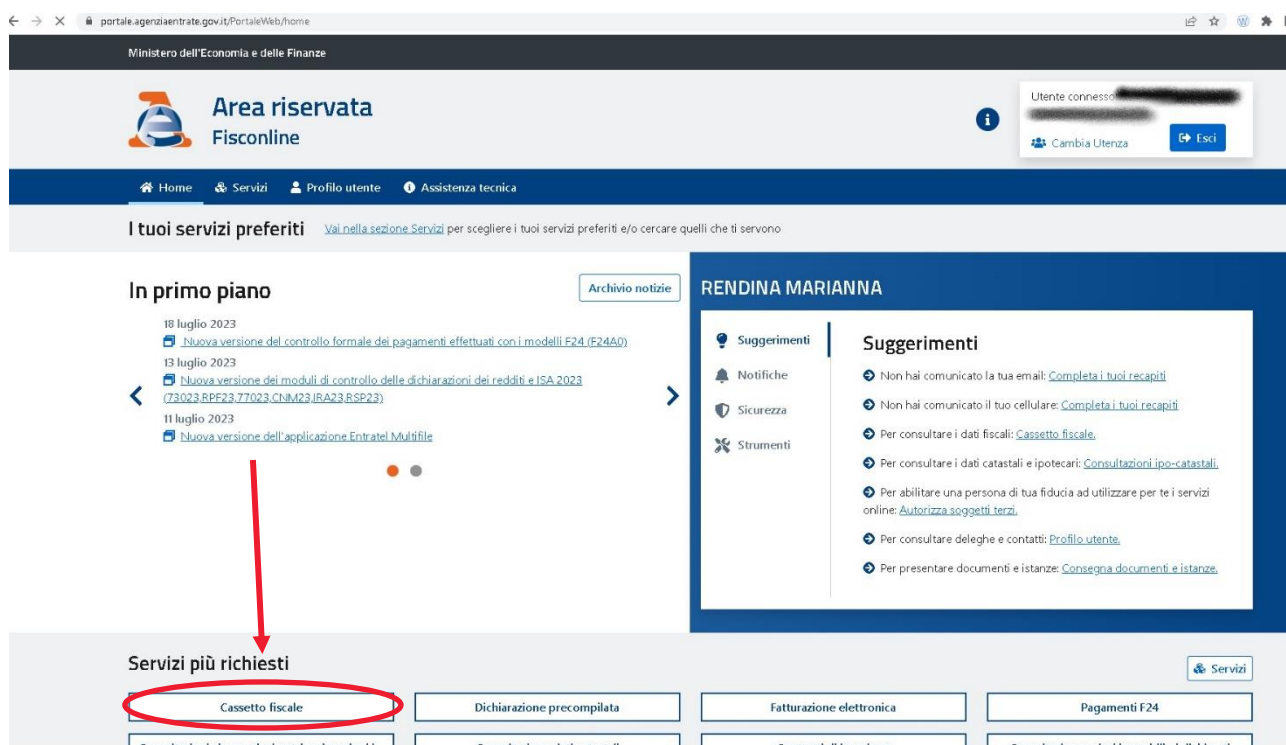 portale.agenziaentrate.gov.it/PortaleWeb/home
Ministero dell'Economia e delle Finanze
Area riservata
Fisconline
Utente connesso
Cambia Utenza
Esci
Home
Servizi
Profilo utente
Assistenza tecnica
I tuoi servizi preferiti
Vai nella sezione Servizi per scegliere i tuoi servizi preferiti e/o cercare quelli che ti servono
In primo piano
Archivio notizie
18 luglio 2023
Nuova versione del controllo formale dei pagamenti effettuati con i modelli F24 (F24A0)
13 luglio 2023
Nuova versione dei moduli di controllo delle dichiarazioni dei redditi e ISA 2023
(73023,RPF23,77023,CNM23,IRA23,RSP23)
11 luglio 2023
Nuova versione dell'applicazione Entratel Multifile
RENDINA MARIANNA
Suggerimenti
Notifiche
Sicurezza
Strumenti
Suggerimenti
Non hai comunicato la tua email: Completa i tuoi recapiti
Non hai comunicato il tuo cellulare: Completa i tuoi recapiti
Per consultare i dati fiscali: Cassetto fiscale.
Per consultare i dati catastali e ipotecari: Consultazioni ipo-catastali.
Per abilitare una persona di tua fiducia ad utilizzare per te i servizi
online: Autorizza soggetti terzi.
Per consultare deleghe e contatti: Profilo utente.
Per presentare documenti e istanze: Consegna documenti e istanze.
Servizi più richiesti
Servizi
Cassetto fiscale
Dichiarazione precompilata
Fatturazione elettronica
Pagamenti F24